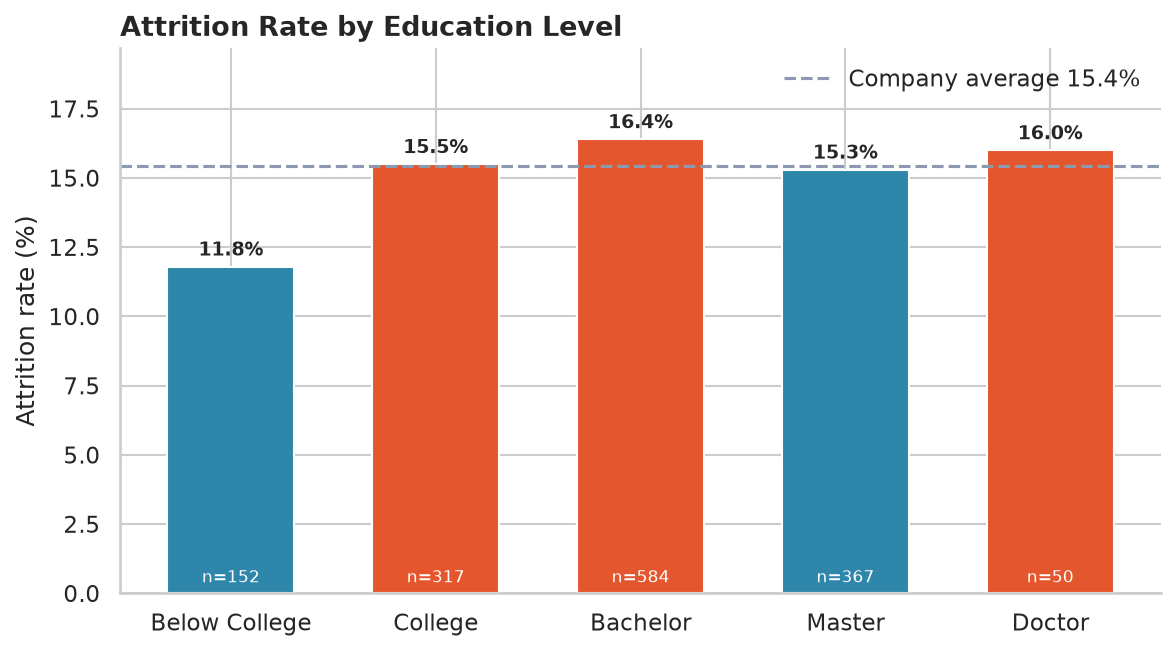 Attrition Rate by Education Level
Company average 15.4%
Attrition rate (%)
17.5
15.0
12.5
10.0
7.5
5.0
2.5
0.0
11.8%
15.5%
16.4%
15.3%
16.0%
n=152
n=317
n=584
n=367
n=50
Below College
College
Bachelor
Master
Doctor